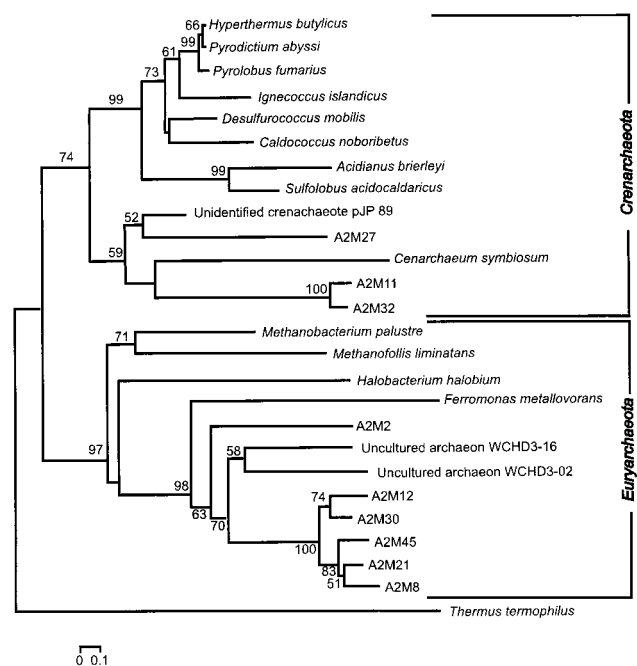 66 Hyperthermus butylicus
99 Pyrodictium abyssi
61
73 Pyrolobus fumarius
Ignecoccus islandicus
99
Desulfurococcus mobilis
Caldococcus noboribetus
74
99 Acidianus brierleyi
Sulfolobus acidocaldaricus
52 Unidentified crenachaeote pJP 89
A2M27
59 Cenarchaeum symbiosum
100 A2M11
A2M32
Crenarchaeota
71 Methanobacterium palustre
Methanofollis liminatans
Halobacterium halobium
Ferromonas metallovorans
A2M2
97 58 Uncultured archaeon WCHD3-16
Uncultured archaeon WCHD3-02
98 74 A2M12
63 A2M30
70
100 A2M45
83 A2M21
51 A2M8
Euryarchaeota
Thermus termophilus
0 0.1